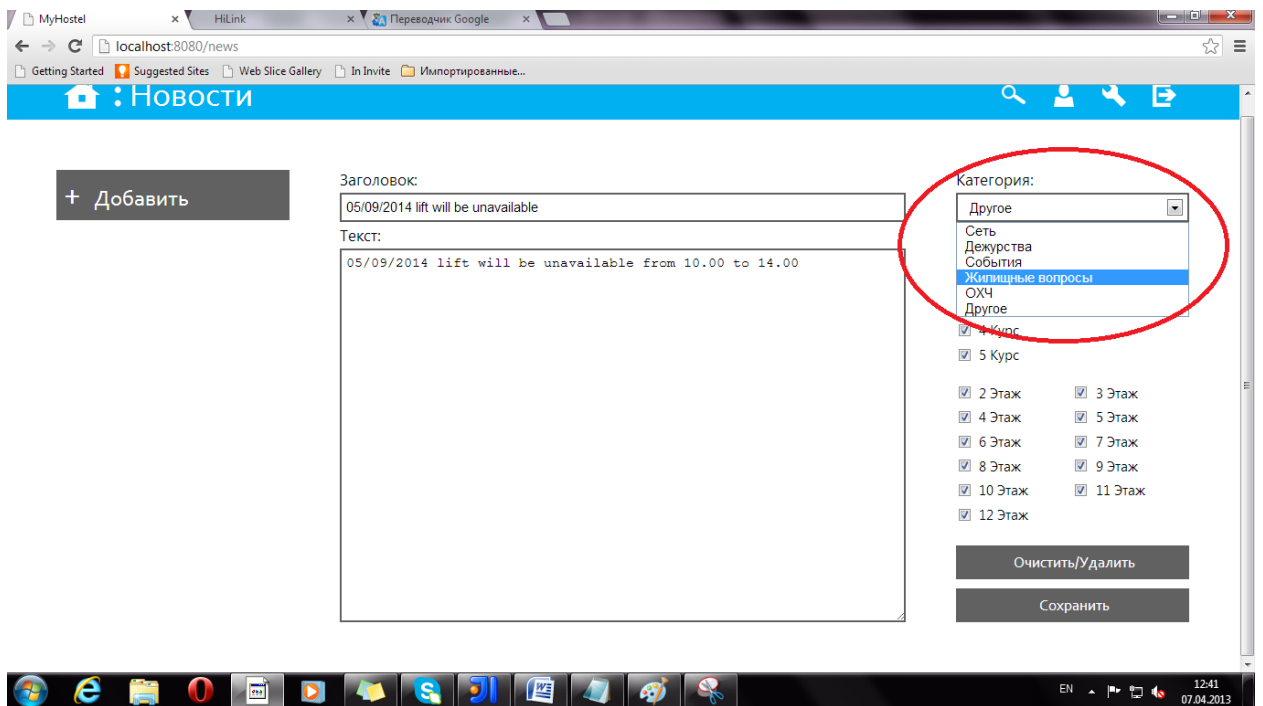 MyHostel
HiLink
Переводчик Google
localhost:8080/news
Getting Started Suggested Sites Web Slice Gallery In Invite Импортированные...
: Новости
+ Добавить
Заголовок:
05/09/2014 lift will be unavailable
Текст:
05/09/2014 lift will be unavailable from 10.00 to 14.00
Категория:
Другое
Сеть
Дежурства
События
Жилищные вопросы
ОХЧ
Другое
4 Курс
5 Курс
2 Этаж 3 Этаж
4 Этаж 5 Этаж
6 Этаж 7 Этаж
8 Этаж 9 Этаж
10 Этаж 11 Этаж
12 Этаж
Очистить/Удалить
Сохранить
EN 12:41
07.04.2013